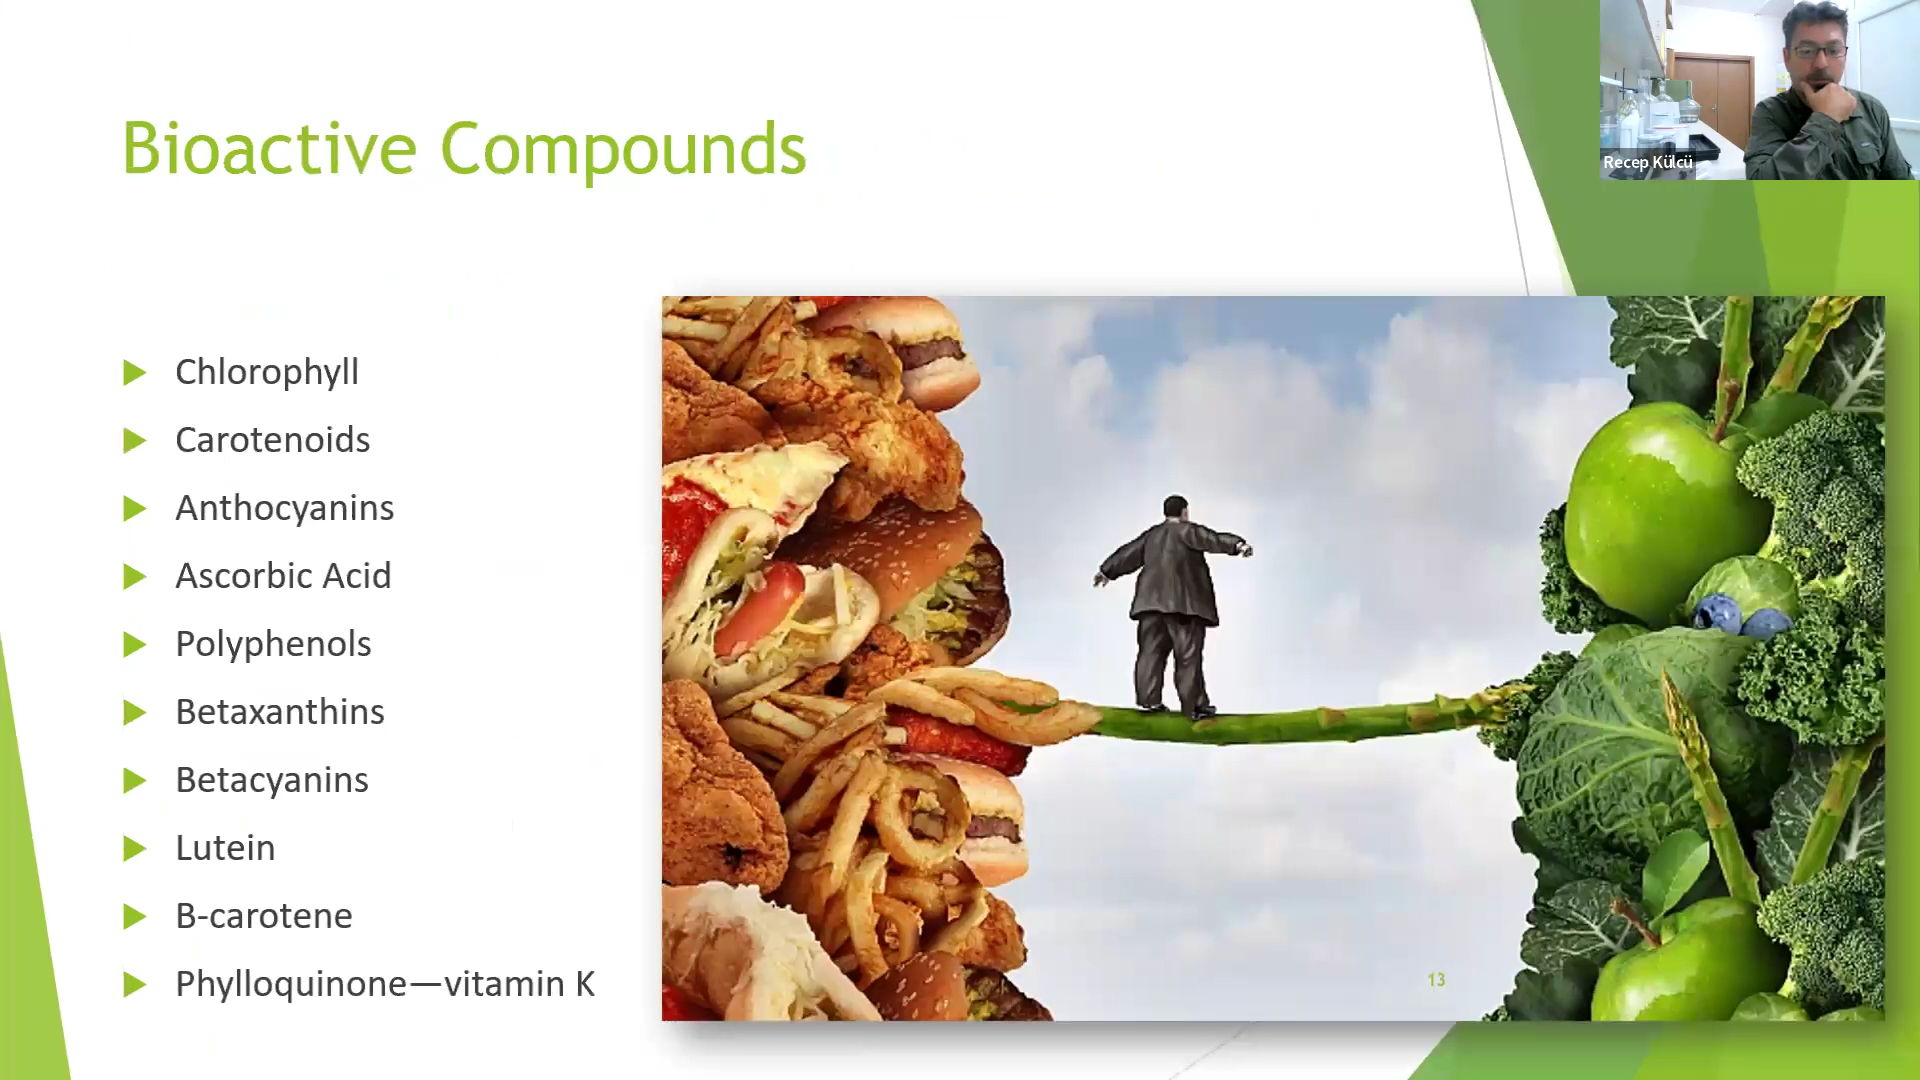 Bioactive Compounds
Recep Külcü
Chlorophyll
Carotenoids
Anthocyanins
Ascorbic Acid
Polyphenols
Betaxanthins
Betacyanins
Lutein
B-carotene
Phylloquinone—vitamin K
13